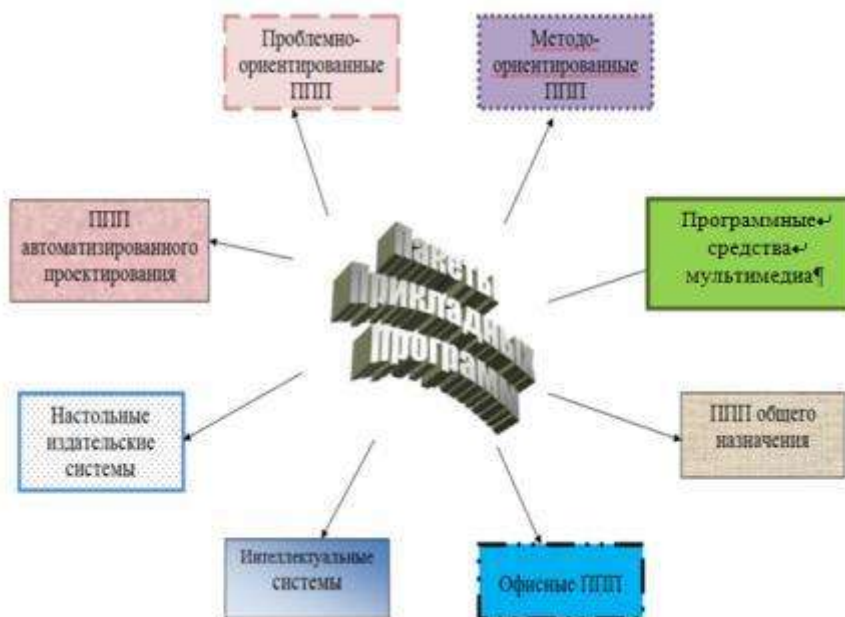 Проблемно-
ориентированные
ППП
Методо-
ориентированные
ППП
ППП
автоматизированного
проектирования
Программные↵
средства↵
мультимедиа¶
Пакеты
Прикладных
Программ
Настольные
издательские
системы
ППП общего
назначения
Интеллектуальные
системы
Офисные ППП